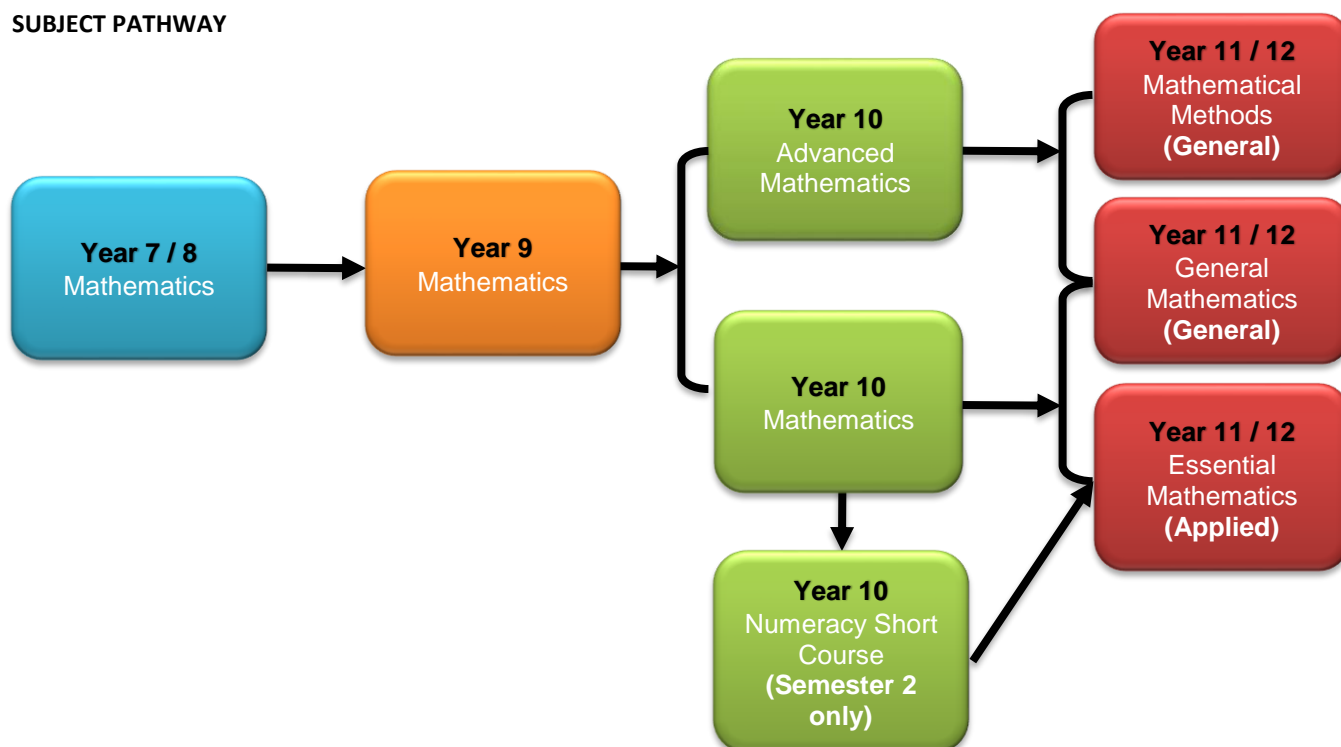 SUBJECT PATHWAY
Year 7 / 8
Mathematics
Year 9
Mathematics
Year 10
Advanced
Mathematics
Year 10
Mathematics
Year 10
Numeracy Short
Course
(Semester 2
only)
Year 11 / 12
Mathematical
Methods
(General)
Year 11 / 12
General
Mathematics
(General)
Year 11 / 12
Essential
Mathematics
(Applied)